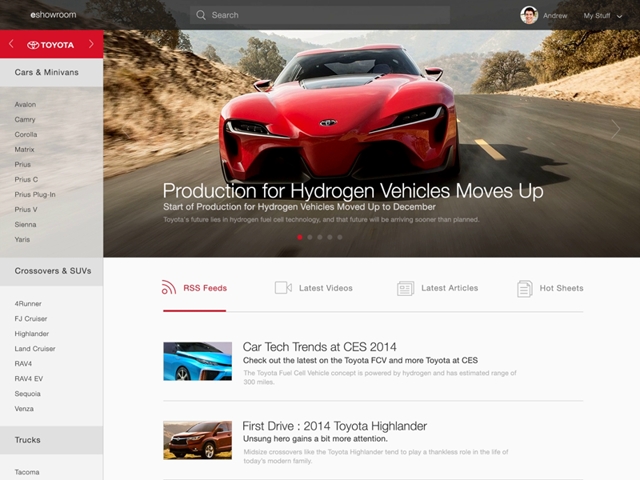 eshowroom
Search
Andrew
My Stuff
TOYOTA
Cars & Minivans
Avalon
Camry
Corolla
Matrix
Prius
Prius C
Prius Plug-In
Prius V
Sienna
Yaris
Crossovers & SUVs
4Runner
FJ Cruiser
Highlander
Land Cruiser
RAV4
RAV4 EV
Sequoia
Venza
Trucks
Tacoma
Production for Hydrogen Vehicles Moves Up
Start of Production for Hydrogen Vehicles Moved Up to December
Toyota's future lies in hydrogen fuel cell technology, and that future will be arriving sooner than planned.
RSS Feeds
Latest Videos
Latest Articles
Hot Sheets
Car Tech Trends at CES 2014
Check out the latest on the Toyota FCV and more Toyota at CES
The Toyota Fuel Cell Vehicle concept is powered by hydrogen and has estimated range of
300 miles.
First Drive : 2014 Toyota Highlander
Unsung hero gains a bit more attention.
Midsize crossovers like the Toyota Highlander tend to play a thankless role in the life of
today's modern family.